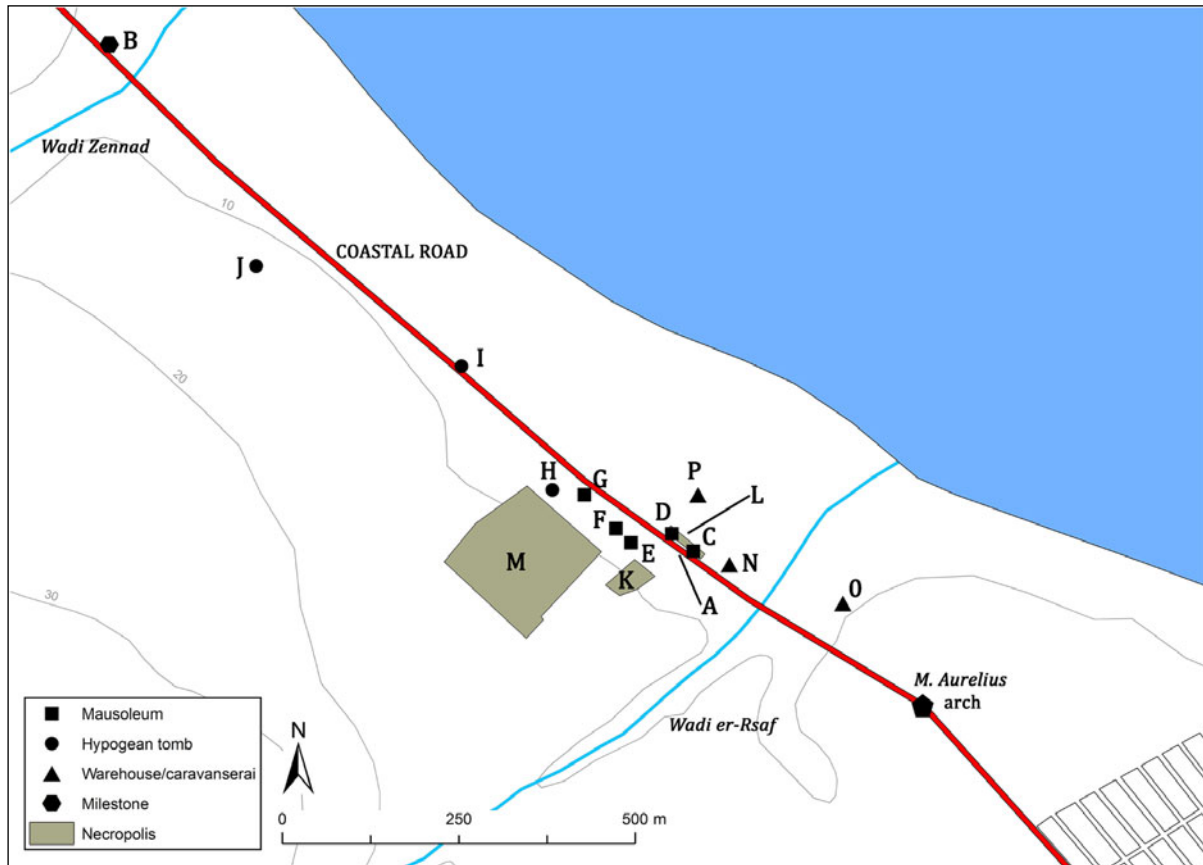 B
Wadi Zennad
10
J
COASTAL ROAD
I
20
H
G
P
L
D
F
C
E
N
M
K
A
O
30
M. Aurelius
arch
Wadi er-Rsaf
Mausoleum
Hypogean tomb
Warehouse/caravanserai
Milestone
Necropolis
N
0
250
500 m